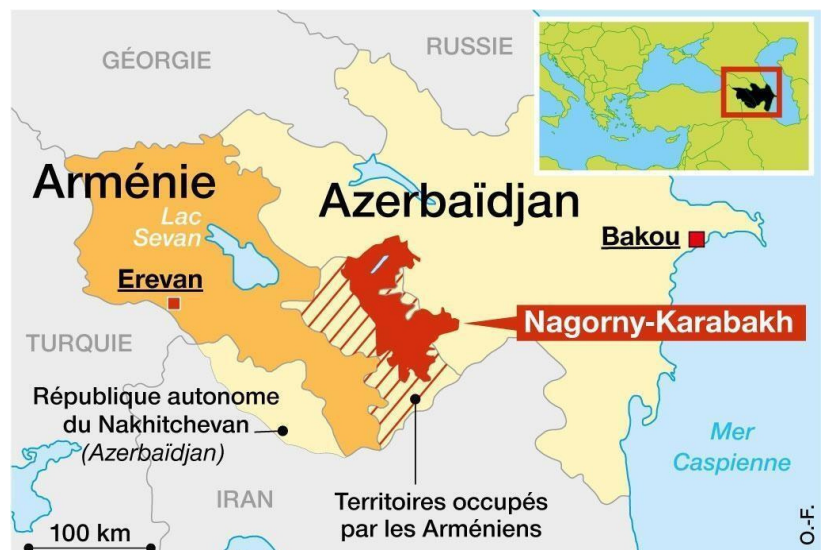 GÉORGIE
RUSSIE
Arménie
Lac
Sevan
Azerbaïdjan
Erevan
Bakou
Nagorny-Karabakh
TURQUIE
République autonome
du Nakhitchevan
(Azerbaïdjan)
Mer
Caspienne
IRAN
Territoires occupés
par les Arméniens
100 km
O.-F.